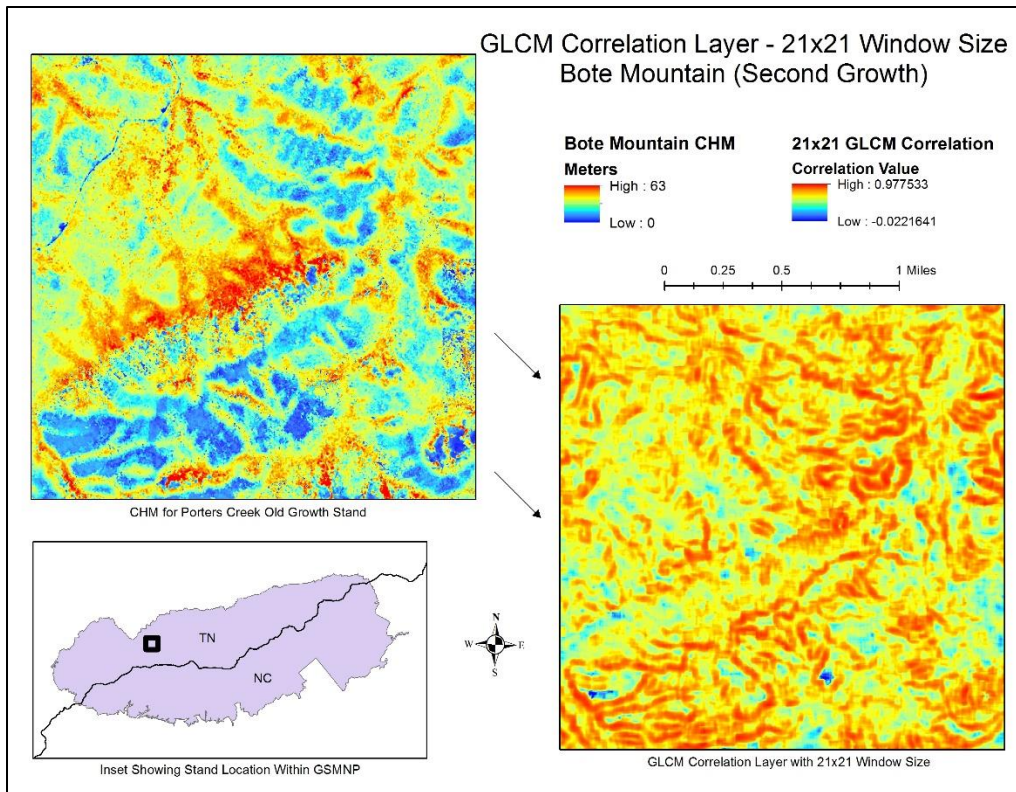 GLCM Correlation Layer - 21x21 Window Size
Bote Mountain (Second Growth)
Bote Mountain CHM
Meters
High : 63
Low : 0
21x21 GLCM Correlation
Correlation Value
High : 0.977533
Low : -0.0221641
0 0.25 0.5 1 Miles
CHM for Porters Creek Old Growth Stand
TN
NC
Inset Showing Stand Location Within GSMNP
N
W E
S
GLCM Correlation Layer with 21x21 Window Size